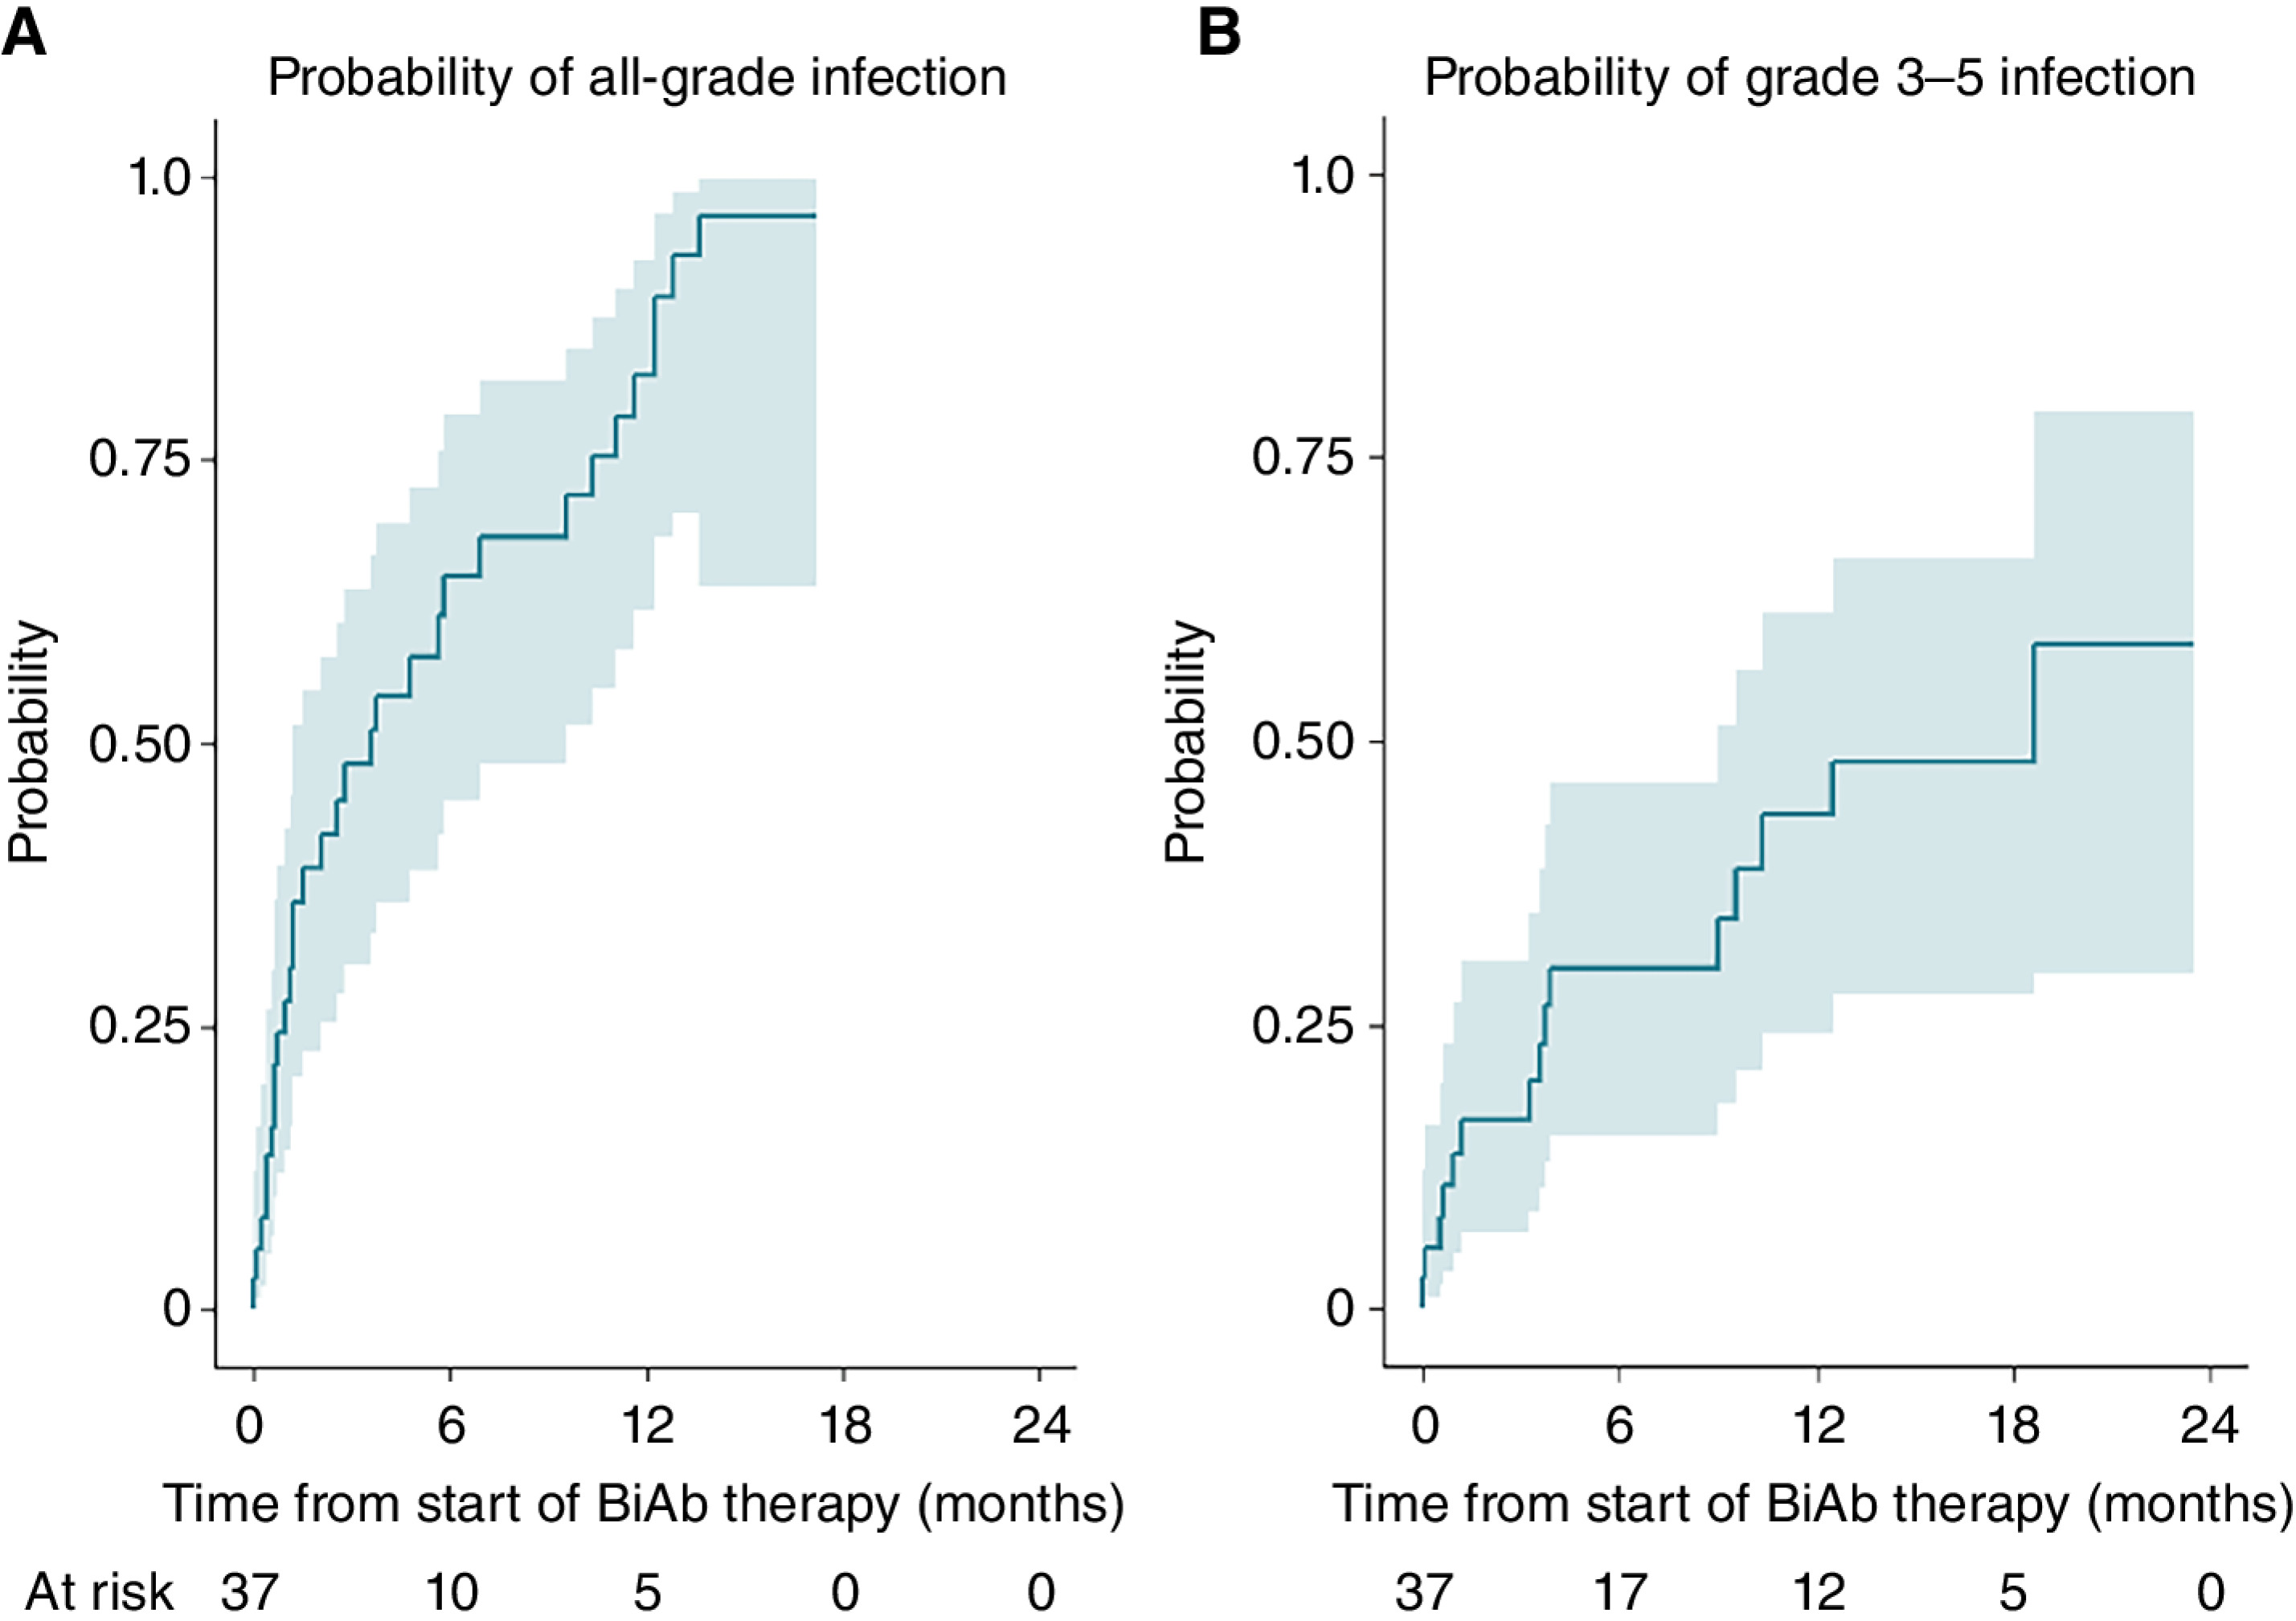 A
Probability of all-grade infection
1.0
0.75
0.50
0.25
0
Probability
0 6 12 18 24
Time from start of BiAb therapy (months)
At risk 37 10 5 0 0
B
Probability of grade 3–5 infection
1.0
0.75
0.50
0.25
0
Probability
0 6 12 18 24
Time from start of BiAb therapy (months)
37 17 12 5 0